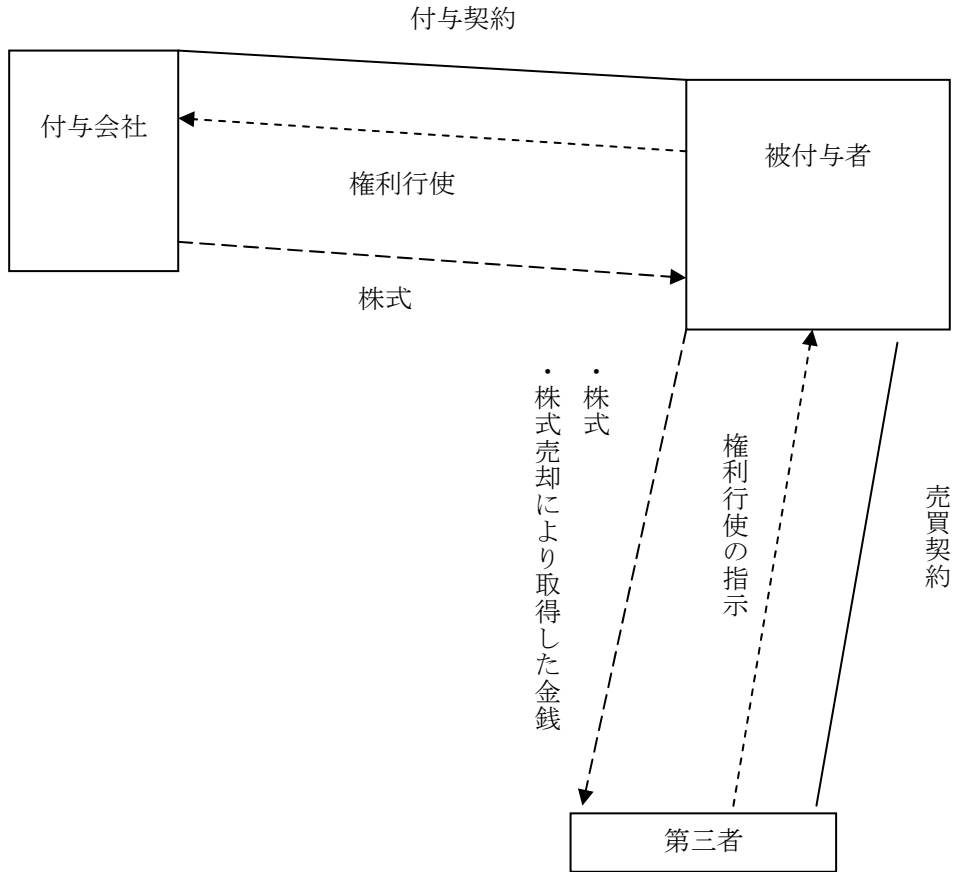 付与契約
付与会社
被付与者
権利行使
株式
・株式
・株式売却により取得した金銭
権利行使の指示
売買契約
第三者